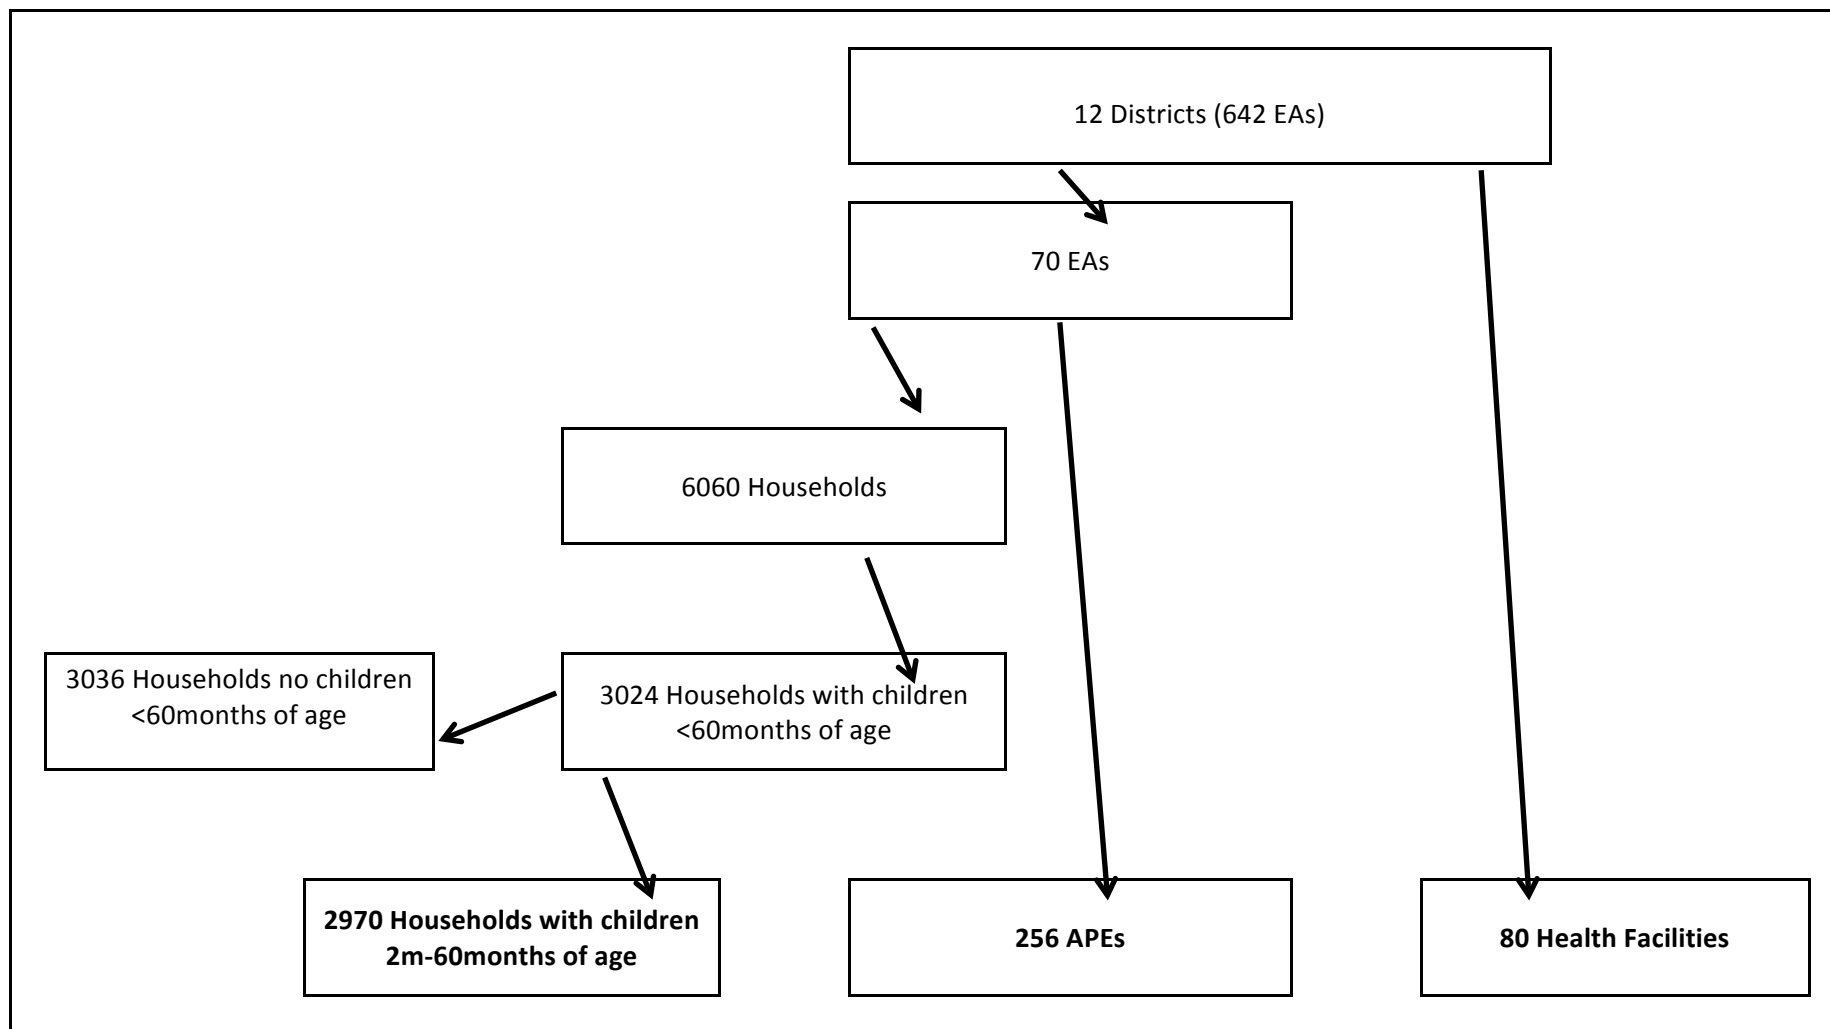 12 Districts (642 EAs)
70 EAs
6060 Households
3036 Households no children
<60months of age
3024 Households with children
<60months of age
2970 Households with children
2m-60months of age
256 APEs
80 Health Facilities